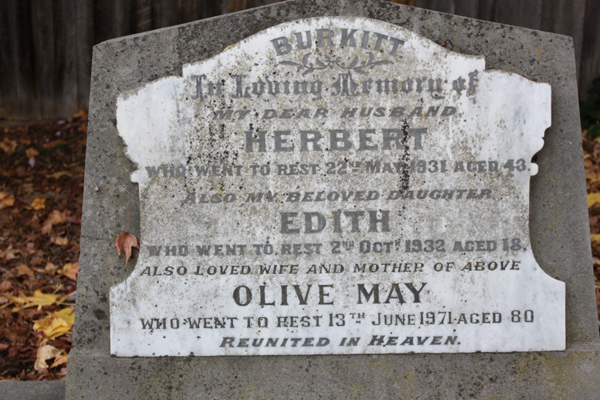 BURKITT
In Loving Memory of
MY DEAR HUSBAND
HERBERT
WHO WENT TO REST 22ND MAY 1931 AGED 43.
ALSO MY BELOVED DAUGHTER
EDITH
WHO WENT TO REST 2ND OCT. 1932 AGED 18.
ALSO LOVED WIFE AND MOTHER OF ABOVE
OLIVE MAY
WHO WENT TO REST 13TH JUNE 1971 AGED 80
REUNITED IN HEAVEN.